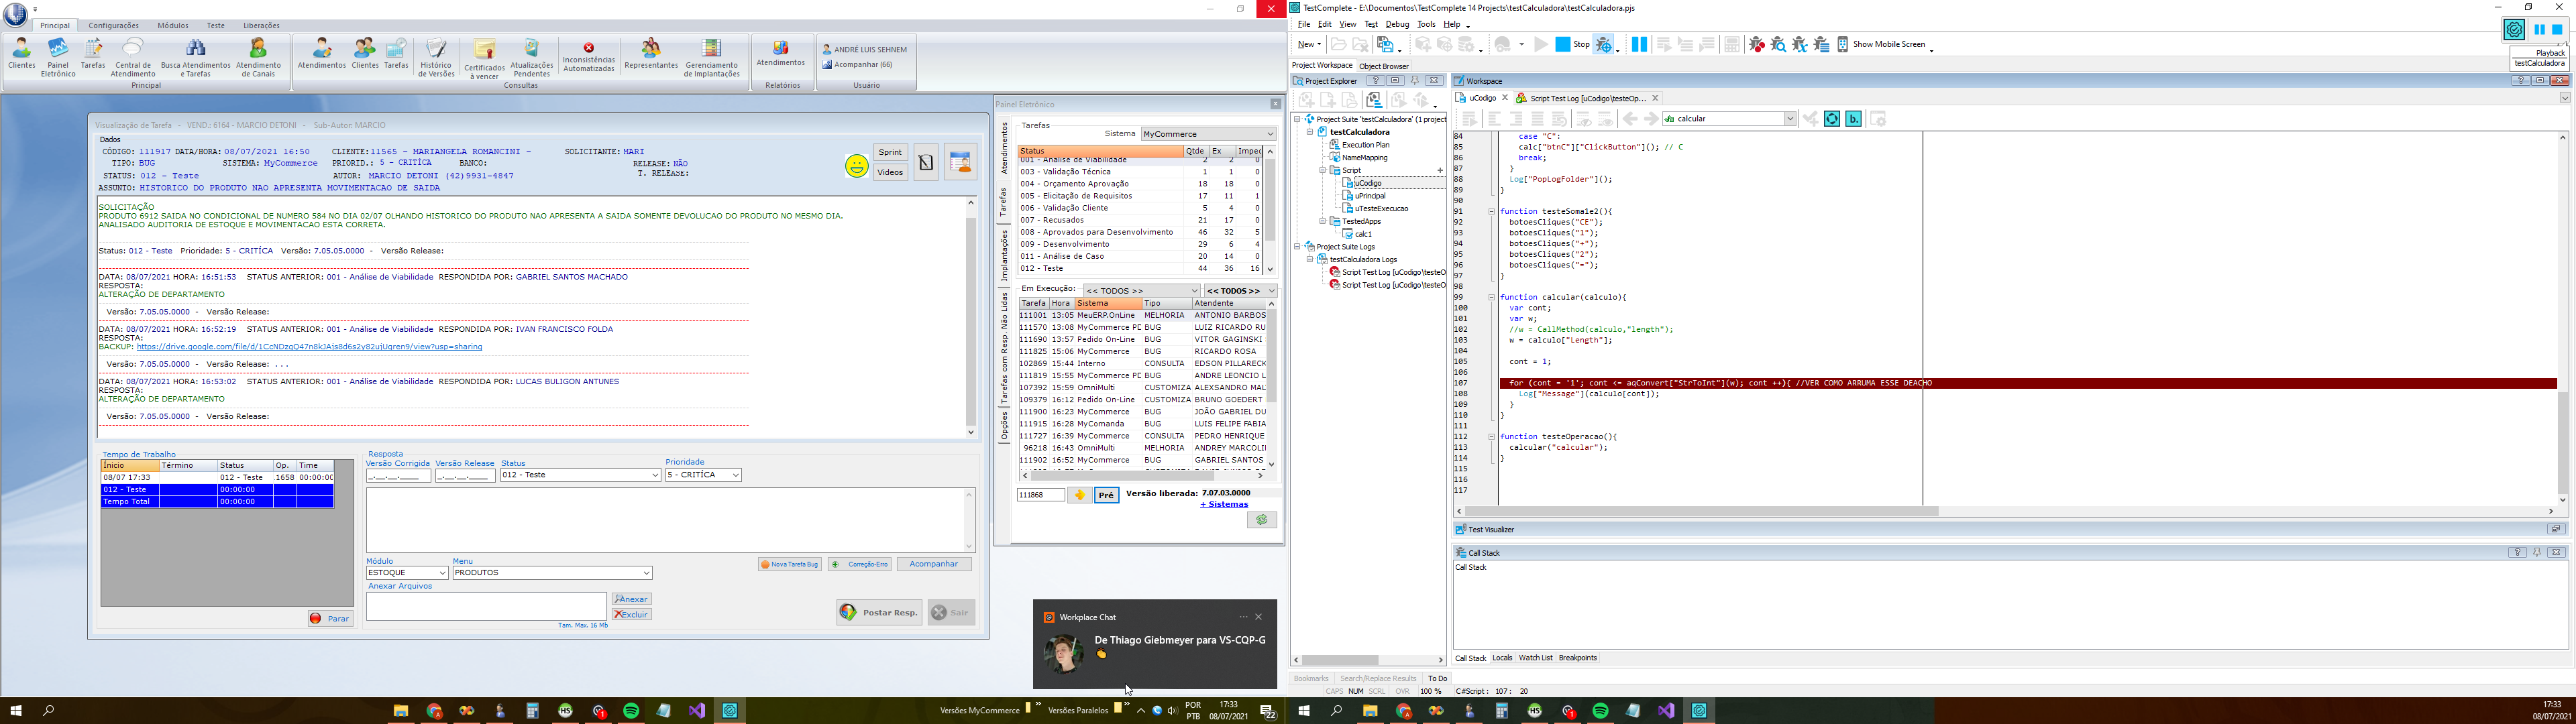 Principal Configurações Módulos Teste Liberações
Clientes
Painel Eletrônico
Tarefas
Central de Atendimento
Busca Atendimentos e Tarefas
Atendimento de Canais
Principal
Atendimentos
Clientes
Tarefas
Histórico de Versões
Certificados à vencer
Atualizações Pendentes
Inconsistências Automatizadas
Representantes
Gerenciamento de Implantações
Consultas
Atendimentos
Relatórios
ANDRÉ LUIS SEHNEM
Acompanhar (66)
Usuário
Visualização de Tarefa - VEND.: 6164 - MARCIO DETONI - Sub-Autor: MARCIO
Dados
CÓDIGO: 111917 DATA/HORA: 08/07/2021 16:50 CLIENTE: 11565 - MARIANGELA ROMANCINI - SOLICITANTE: MARI
TIPO: BUG SISTEMA: MyCommerce PRIORID.: 5 - CRITÍCA BANCO: RELEASE: NÃO
STATUS: 012 - Teste AUTOR: MARCIO DETONI (42)9931-4847 T. RELEASE:
ASSUNTO: HISTORICO DO PRODUTO NAO APRESENTA MOVIMENTACAO DE SAIDA
Sprint
Videos
SOLICITAÇÃO
PRODUTO 6912 SAIDA NO CONDICIONAL DE NUMERO 584 NO DIA 02/07 OLHANDO HISTORICO DO PRODUTO NAO APRESENTA A SAIDA SOMENTE DEVOLUCAO DO PRODUTO NO MESMO DIA.
ANALISADO AUDITORIA DE ESTOQUE E MOVIMENTACAO ESTA CORRETA.
Status: 012 - Teste Prioridade: 5 - CRITÍCA Versão: 7.05.05.0000 - Versão Release:
DATA: 08/07/2021 HORA: 16:51:53 STATUS ANTERIOR: 001 - Análise de Viabilidade RESPONDIDA POR: GABRIEL SANTOS MACHADO
RESPOSTA:
ALTERAÇÃO DE DEPARTAMENTO
Versão: 7.05.05.0000 - Versão Release:
DATA: 08/07/2021 HORA: 16:52:19 STATUS ANTERIOR: 001 - Análise de Viabilidade RESPONDIDA POR: IVAN FRANCISCO FOLDA
RESPOSTA:
BACKUP: https://drive.google.com/file/d/1CcNDzqO47n8kJAjs8d6s2y82ujUgren9/view?usp=sharing
Versão: 7.05.05.0000 - Versão Release: . . .
DATA: 08/07/2021 HORA: 16:53:02 STATUS ANTERIOR: 001 - Análise de Viabilidade RESPONDIDA POR: LUCAS BULIGON ANTUNES
RESPOSTA:
ALTERAÇÃO DE DEPARTAMENTO
Versão: 7.05.05.0000 - Versão Release:
Tempo de Trabalho
Início Término Status Op. Time
08/07 17:33 012 - Teste 1658 00:00:00
012 - Teste 00:00:00
Tempo Total 00:00:00
Parar
Resposta
Versão Corrigida Versão Release Status Prioridade
_.__.__.____ _.__.__.____ 012 - Teste 5 - CRITÍCA
Módulo Menu
ESTOQUE PRODUTOS
Nova Tarefa Bug Correção-Erro Acompanhar
Anexar Arquivos
Anexar
Excluir
Tam. Max. 16 Mb
Postar Resp. Sair
Painel Eletrônico
Atendimentos
Tarefas
Implantações
Tarefas com Resp. Não Lidas
Opções
Tarefas
Sistema MyCommerce
Status Qtde Ex Impec
001 - Análise de Viabilidade 2 2 0
003 - Validação Técnica 1 1 0
004 - Orçamento Aprovação 18 18 0
005 - Elicitação de Requisitos 17 11 1
006 - Validação Cliente 5 4 0
007 - Recusados 21 17 0
008 - Aprovados para Desenvolvimento 46 32 5
009 - Desenvolvimento 29 6 4
011 - Análise de Caso 20 14 0
012 - Teste 44 36 16
Em Execução: << TODOS >> << TODOS >>
Tarefa Hora Sistema Tipo Atendente
111001 13:05 MeuERP.OnLine MELHORIA ANTONIO BARBOS
111570 13:08 MyCommerce PD BUG LUIZ RICARDO RU
111690 13:57 Pedido On-Line BUG VITOR GAGINSKI
111825 15:06 MyCommerce BUG RICARDO ROSA
102869 15:44 Interno CONSULTA EDSON PILLARECK
111819 15:55 MyCommerce PD BUG ANDRE LEONCIO L
107392 15:59 OmniMulti CUSTOMIZA ALEXSANDRO MAL
109379 16:12 Pedido On-Line CUSTOMIZA BRUNO GOEDERT
111900 16:23 MyCommerce BUG JOÃO GABRIEL DU
111915 16:28 MyComanda BUG LUIS FELIPE FABIA
111727 16:39 MyCommerce CONSULTA PEDRO HENRIQUE
96218 16:43 OmniMulti MELHORIA ANDREY MARCOLI
111902 16:52 MyCommerce BUG GABRIEL SANTOS
111868 Pré Versão liberada: 7.07.03.0000
+ Sistemas
Workplace Chat
De Thiago Giebmeyer para VS-CQP-G
Versões MyCommerce » Versões Paralelos »
POR
PTB
17:33
08/07/2021
22
TestComplete - E:\Documentos\TestComplete 14 Projects\testCalculadora\testCalculadora.pjs
File Edit View Test Debug Tools Help
New Stop Show Mobile Screen
Playback
testCalculadora
Project Workspace Object Browser
Project Explorer
Project Suite 'testCalculadora' (1 project
testCalculadora
Execution Plan
NameMapping
Script
uCodigo
uPrincipal
uTesteExecucao
TestedApps
calc1
Project Suite Logs
testCalculadora Logs
Script Test Log [uCodigo\testeO
Script Test Log [uCodigo\testeO
Workspace
uCodigo Script Test Log [uCodigo\testeOp...
calcular
84 case "C":
85 calc["btnC"]["ClickButton"](); // C
86 break;
87 }
88 Log["PopLogFolder"]();
89 }
90
91 function testeSoma1e2(){
92 botoesCliques("CE");
93 botoesCliques("1");
94 botoesCliques("+");
95 botoesCliques("2");
96 botoesCliques("=");
97 }
98
99 function calcular(calculo){
100 var cont;
101 var w;
102 //w = CallMethod(calculo,"length");
103 w = calculo["Length"];
104
105 cont = 1;
106
107 for (cont = '1'; cont <= aqConvert["StrToInt"](w); cont ++){ //VER COMO ARRUMA ESSE DEACHO
108 Log["Message"](calculo[cont]);
109 }
110 }
111
112 function testeOperacao(){
113 calcular("calcular");
114 }
115
116
117
Test Visualizer
Call Stack
Call Stack
Call Stack Locals Watch List Breakpoints
Bookmarks Search/Replace Results To Do
CAPS NUM SCRL OVR 100 % C#Script : 107 : 20
17:33
08/07/2021